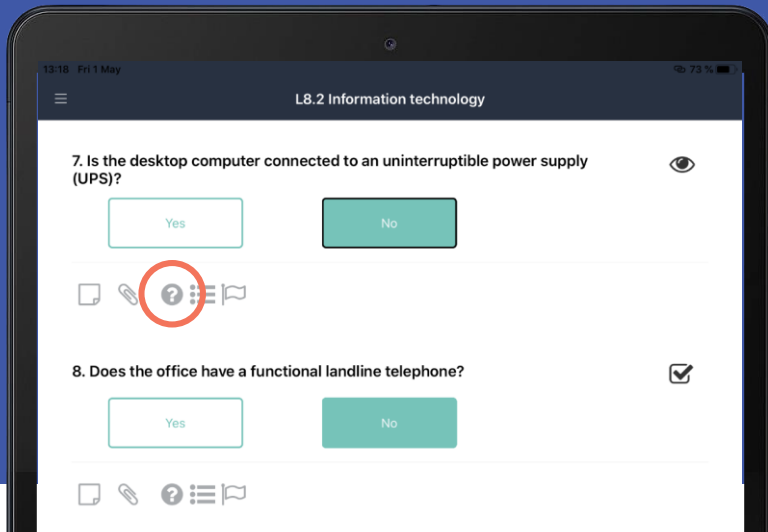 13:18 Fri 1 May
73 %
L8.2 Information technology
7. Is the desktop computer connected to an uninterruptible power supply
(UPS)?
Yes
No
8. Does the office have a functional landline telephone?
Yes
No